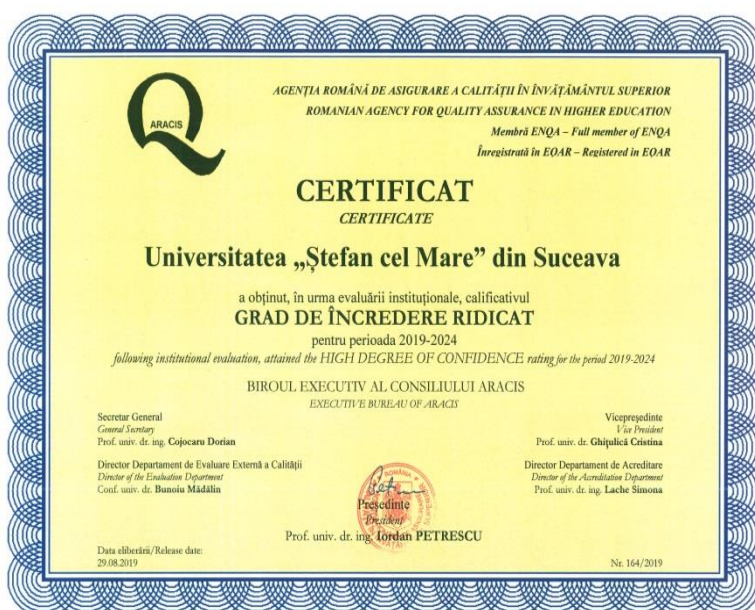 ARACIS
AGENȚIA ROMÂNĂ DE ASIGURARE A CALITĂȚII ÎN ÎNVĂȚĂMÂNTUL SUPERIOR
ROMANIAN AGENCY FOR QUALITY ASSURANCE IN HIGHER EDUCATION
Membră ENQA – Full member of ENQA
Înregistrată în EQAR – Registered in EQAR
CERTIFICAT
CERTIFICATE
Universitatea „Ștefan cel Mare” din Suceava
a obținut, în urma evaluării instituționale, calificativul
GRAD DE ÎNCREDERE RIDICAT
pentru perioada 2019-2024
following institutional evaluation, attained the HIGH DEGREE OF CONFIDENCE rating for the period 2019-2024
BIROUL EXECUTIV AL CONSILIULUI ARACIS
EXECUTIVE BUREAU OF ARACIS
Secretar General
General Secretary
Prof. univ. dr. ing. Cojocaru Dorian
Vicepreședinte
Vice President
Prof. univ. dr. Ghițulică Cristina
Director Departament de Evaluare Externă a Calității
Director of the Evaluation Department
Conf. univ. dr. Bunoiu Mădălin
Director Departament de Acreditare
Director of the Accreditation Department
Prof. univ. dr. ing. Lache Simona
ROMÂNIA
Președinte
President
Prof. univ. dr. ing. Iordan PETRESCU
Data eliberării/Release date:
29.08.2019
Nr. 164/2019